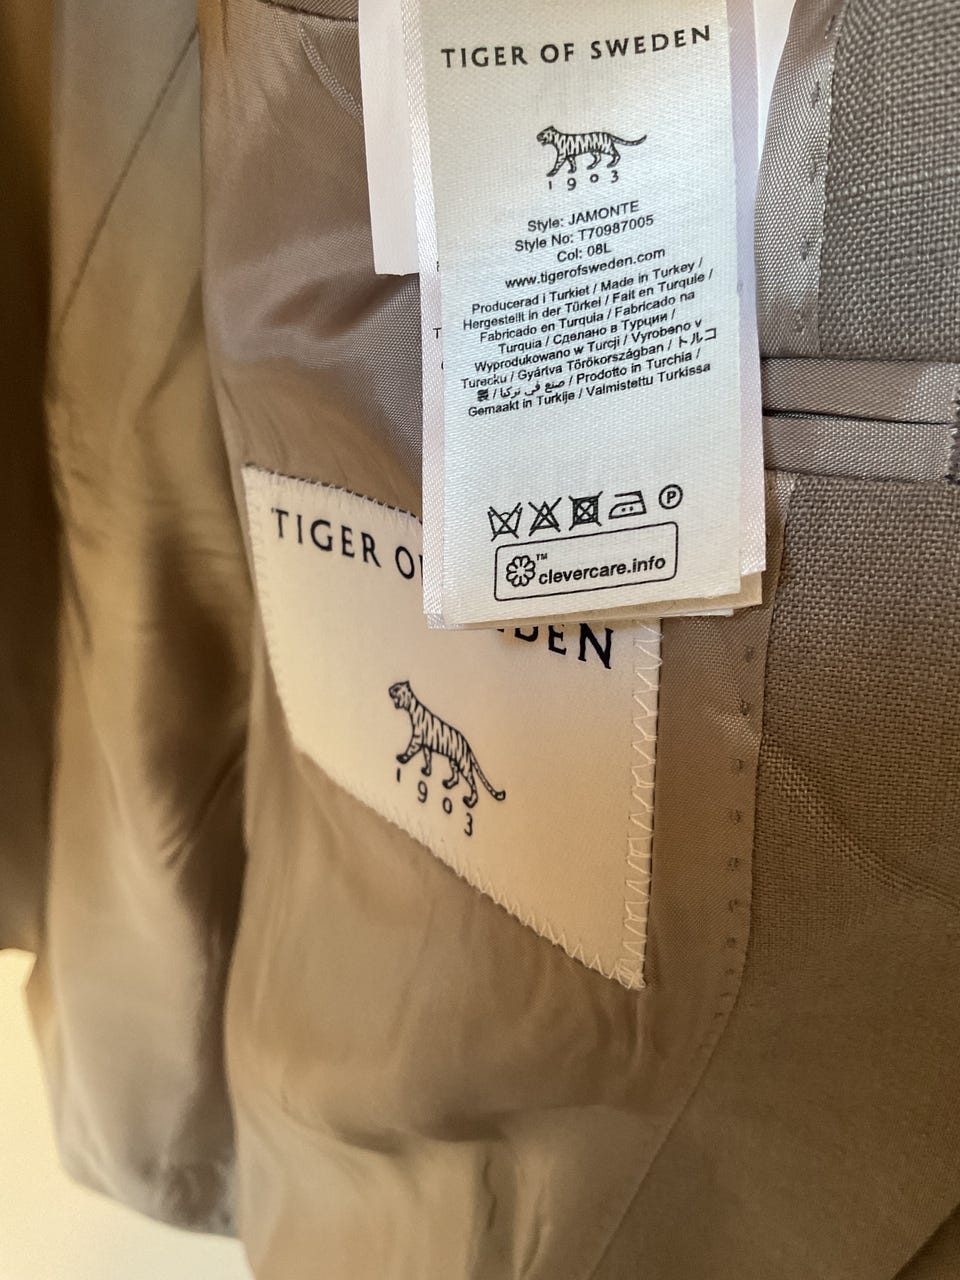 TIGER OF SWEDEN
1903
Style: JAMONTE
Style No: T70987005
Col: 08L
www.tigerofsweden.com
Producerad i Turkiet / Made in Turkey /
Hergestellt in der Türkei / Fait en Turquie /
Fabricado en Turquía / Fabricado na
Turquia / Сделано в Турции /
Wyprodukowano w Turcji / Vyrobeno v
Turecku / Gyártva Törökországban / トルコ
製 / صنع في تركيا / Prodotto in Turchia /
Gemaakt in Turkije / Valmistettu Turkissa
P
clevercare.info
TM
TIGER O
DEN
1903